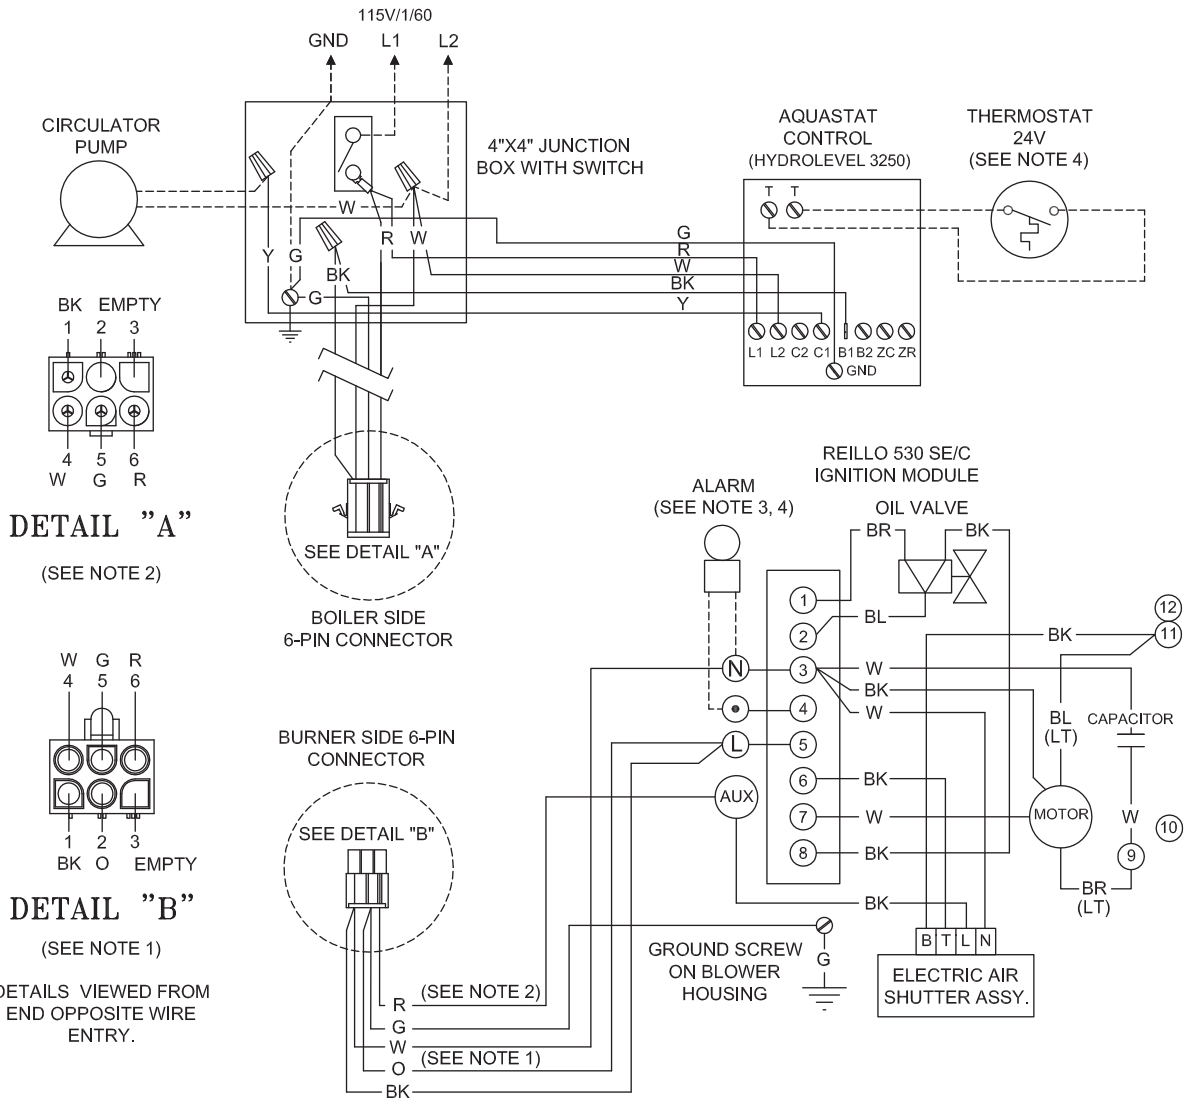 115V/1/60
GND L1 L2
CIRCULATOR
PUMP
4"X4" JUNCTION
BOX WITH SWITCH
AQUASTAT
CONTROL
(HYDROLEVEL 3250)
THERMOSTAT
24V
(SEE NOTE 4)
T T
W
R W
Y G
BK
G
G
R
W
BK
Y
L1 L2 C2 C1 B1 B2 ZC ZR
GND
BK EMPTY
1 2 3
4 5 6
W G R
DETAIL "A"
(SEE NOTE 2)
SEE DETAIL "A"
BOILER SIDE
6-PIN CONNECTOR
W G R
4 5 6
1 2 3
BK O EMPTY
DETAIL "B"
(SEE NOTE 1)
DETAILS VIEWED FROM
END OPPOSITE WIRE
ENTRY.
BURNER SIDE 6-PIN
CONNECTOR
SEE DETAIL "B"
R (SEE NOTE 2)
G
W
O (SEE NOTE 1)
BK
ALARM
(SEE NOTE 3, 4)
REILLO 530 SE/C
IGNITION MODULE
OIL VALVE
BR BK
1
2 BL
N 3 W
BK
4 W
L 5
AUX 6 BK
7 W
8 BK
BK
BK
12
11
BL
(LT)
CAPACITOR
MOTOR
W
10
9
BR
(LT)
GROUND SCREW
ON BLOWER
HOUSING
G
B T L N
ELECTRIC AIR
SHUTTER ASSY.